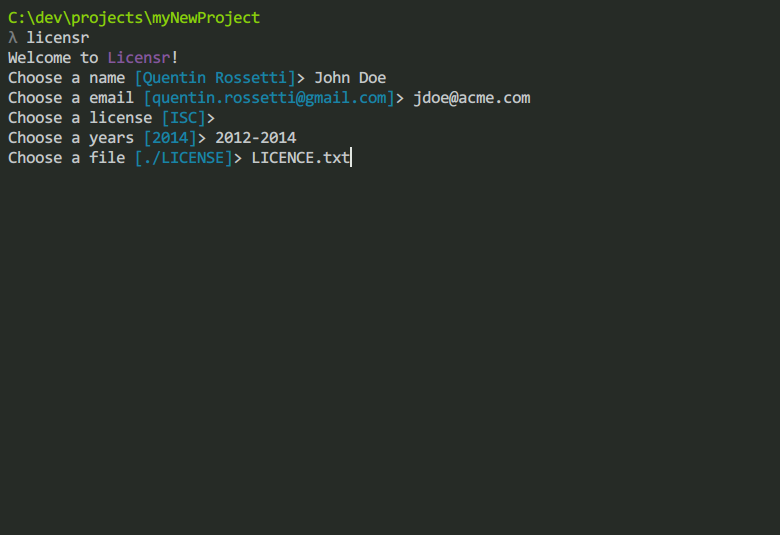 C:\dev\projects\myNewProject
λ licensr
Welcome to Licensr!
Choose a name [Quentin Rossetti]> John Doe
Choose a email [quentin.rossetti@gmail.com]> jdoe@acme.com
Choose a license [ISC]>
Choose a years [2014]> 2012-2014
Choose a file [./LICENSE]> LICENCE.txt